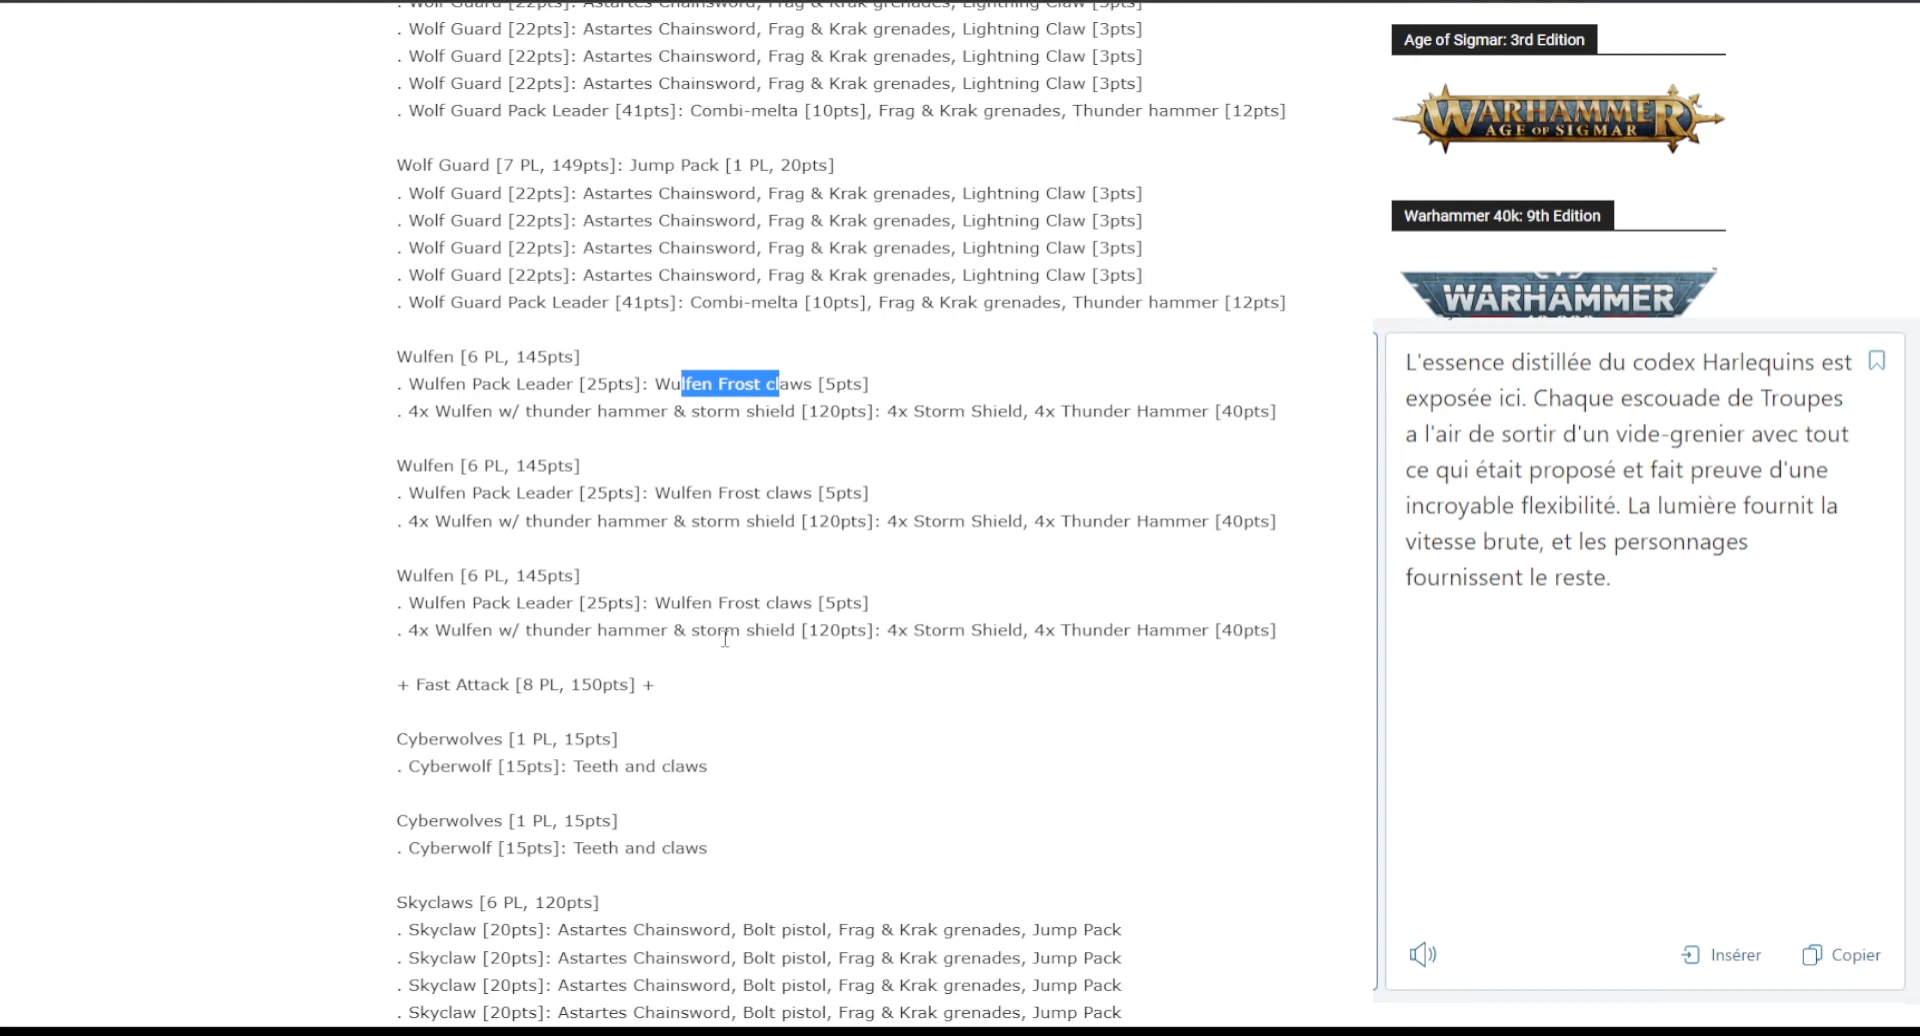 . Wolf Guard [22pts]: Astartes Chainsword, Frag & Krak grenades, Lightning Claw [3pts]
. Wolf Guard [22pts]: Astartes Chainsword, Frag & Krak grenades, Lightning Claw [3pts]
. Wolf Guard [22pts]: Astartes Chainsword, Frag & Krak grenades, Lightning Claw [3pts]
. Wolf Guard [22pts]: Astartes Chainsword, Frag & Krak grenades, Lightning Claw [3pts]
. Wolf Guard Pack Leader [41pts]: Combi-melta [10pts], Frag & Krak grenades, Thunder hammer [12pts]
Wolf Guard [7 PL, 149pts]: Jump Pack [1 PL, 20pts]
. Wolf Guard [22pts]: Astartes Chainsword, Frag & Krak grenades, Lightning Claw [3pts]
. Wolf Guard [22pts]: Astartes Chainsword, Frag & Krak grenades, Lightning Claw [3pts]
. Wolf Guard [22pts]: Astartes Chainsword, Frag & Krak grenades, Lightning Claw [3pts]
. Wolf Guard [22pts]: Astartes Chainsword, Frag & Krak grenades, Lightning Claw [3pts]
. Wolf Guard Pack Leader [41pts]: Combi-melta [10pts], Frag & Krak grenades, Thunder hammer [12pts]
Wulfen [6 PL, 145pts]
. Wulfen Pack Leader [25pts]: Wulfen Frost claws [5pts]
. 4x Wulfen w/ thunder hammer & storm shield [120pts]: 4x Storm Shield, 4x Thunder Hammer [40pts]
Wulfen [6 PL, 145pts]
. Wulfen Pack Leader [25pts]: Wulfen Frost claws [5pts]
. 4x Wulfen w/ thunder hammer & storm shield [120pts]: 4x Storm Shield, 4x Thunder Hammer [40pts]
Wulfen [6 PL, 145pts]
. Wulfen Pack Leader [25pts]: Wulfen Frost claws [5pts]
. 4x Wulfen w/ thunder hammer & storm shield [120pts]: 4x Storm Shield, 4x Thunder Hammer [40pts]
+ Fast Attack [8 PL, 150pts] +
Cyberwolves [1 PL, 15pts]
. Cyberwolf [15pts]: Teeth and claws
Cyberwolves [1 PL, 15pts]
. Cyberwolf [15pts]: Teeth and claws
Skyclaws [6 PL, 120pts]
. Skyclaw [20pts]: Astartes Chainsword, Bolt pistol, Frag & Krak grenades, Jump Pack
. Skyclaw [20pts]: Astartes Chainsword, Bolt pistol, Frag & Krak grenades, Jump Pack
. Skyclaw [20pts]: Astartes Chainsword, Bolt pistol, Frag & Krak grenades, Jump Pack
. Skyclaw [20pts]: Astartes Chainsword, Bolt pistol, Frag & Krak grenades, Jump Pack
Age of Sigmar: 3rd Edition
WARHAMMER
AGE OF SIGMAR
Warhammer 40k: 9th Edition
WARHAMMER
L'essence distillée du codex Harlequins est
exposée ici. Chaque escouade de Troupes
a l'air de sortir d'un vide-grenier avec tout
ce qui était proposé et fait preuve d'une
incroyable flexibilité. La lumière fournit la
vitesse brute, et les personnages
fournissent le reste.
Insérer
Copier